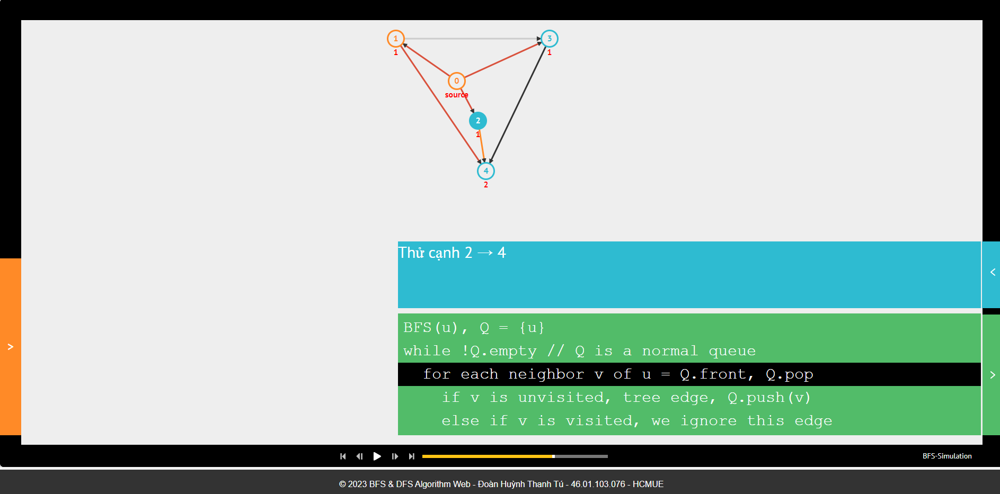 1
3
1
1
0
source
2
1
4
2
Thử cạnh 2 → 4
<
BFS(u), Q = {u}
while !Q.empty // Q is a normal queue
>
for each neighbor v of u = Q.front, Q.pop
>
if v is unvisited, tree edge, Q.push(v)
else if v is visited, we ignore this edge
BFS-Simulation
© 2023 BFS & DFS Algorithm Web - Đoàn Huỳnh Thanh Tú - 46.01.103.076 - HCMUE